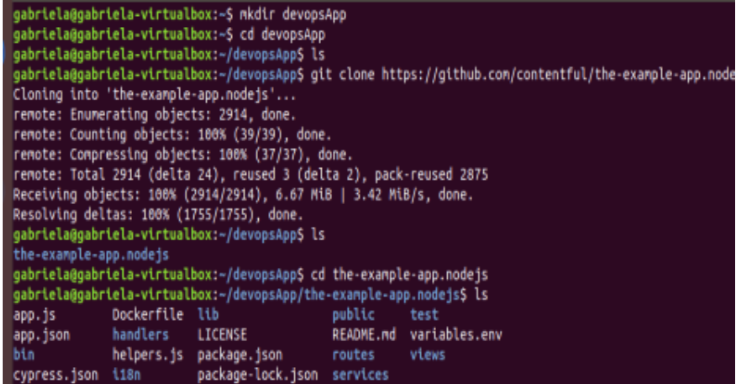 gabriela@gabriela-virtualbox:~$ mkdir devopsApp
gabriela@gabriela-virtualbox:~$ cd devopsApp
gabriela@gabriela-virtualbox:~/devopsApp$ ls
gabriela@gabriela-virtualbox:~/devopsApp$ git clone https://github.com/contentful/the-example-app.node
Cloning into 'the-example-app.nodejs'...
remote: Enumerating objects: 2914, done.
remote: Counting objects: 100% (39/39), done.
remote: Compressing objects: 100% (37/37), done.
remote: Total 2914 (delta 24), reused 3 (delta 2), pack-reused 2875
Receiving objects: 100% (2914/2914), 6.67 MiB | 3.42 MiB/s, done.
Resolving deltas: 100% (1755/1755), done.
gabriela@gabriela-virtualbox:~/devopsApp$ ls
the-example-app.nodejs
gabriela@gabriela-virtualbox:~/devopsApp$ cd the-example-app.nodejs
gabriela@gabriela-virtualbox:~/devopsApp/the-example-app.nodejs$ ls
app.js Dockerfile lib public test
app.json handlers LICENSE README.md variables.env
bin helpers.js package.json routes views
cypress.json i18n package-lock.json services